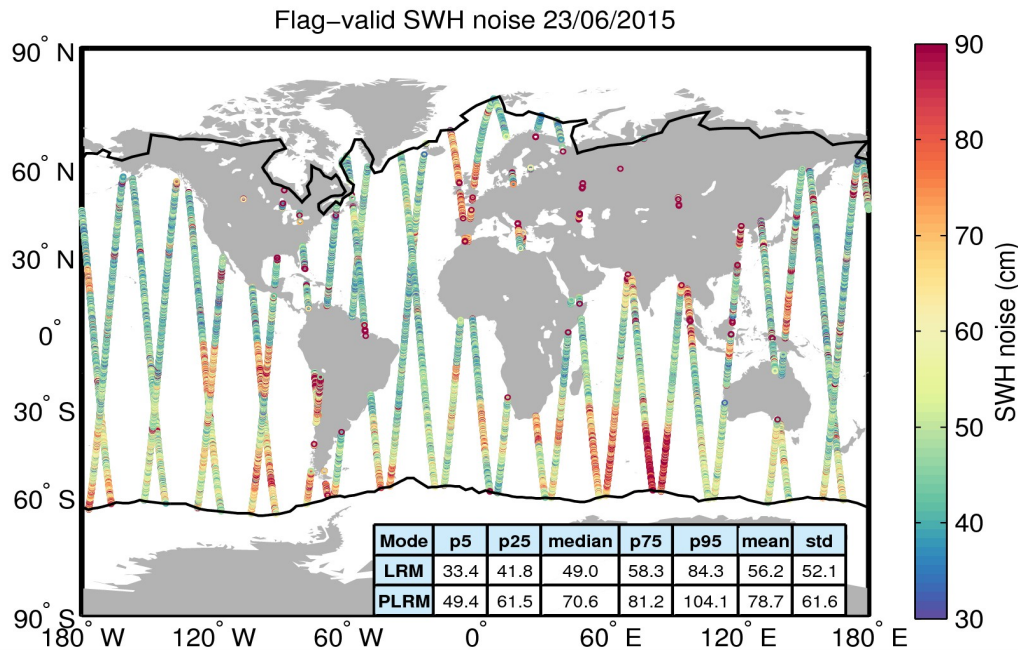 Flag−valid SWH noise 23/06/2015
90° N
60° N
30° N
0°
30° S
60° S
90° S
180° W
120° W
60° W
0°
60° E
120° E
180° E
Mode p5 p25 median p75 p95 mean std
LRM 33.4 41.8 49.0 58.3 84.3 56.2 52.1
PLRM 49.4 61.5 70.6 81.2 104.1 78.7 61.6
90
80
70
60
50
40
30
SWH noise (cm)